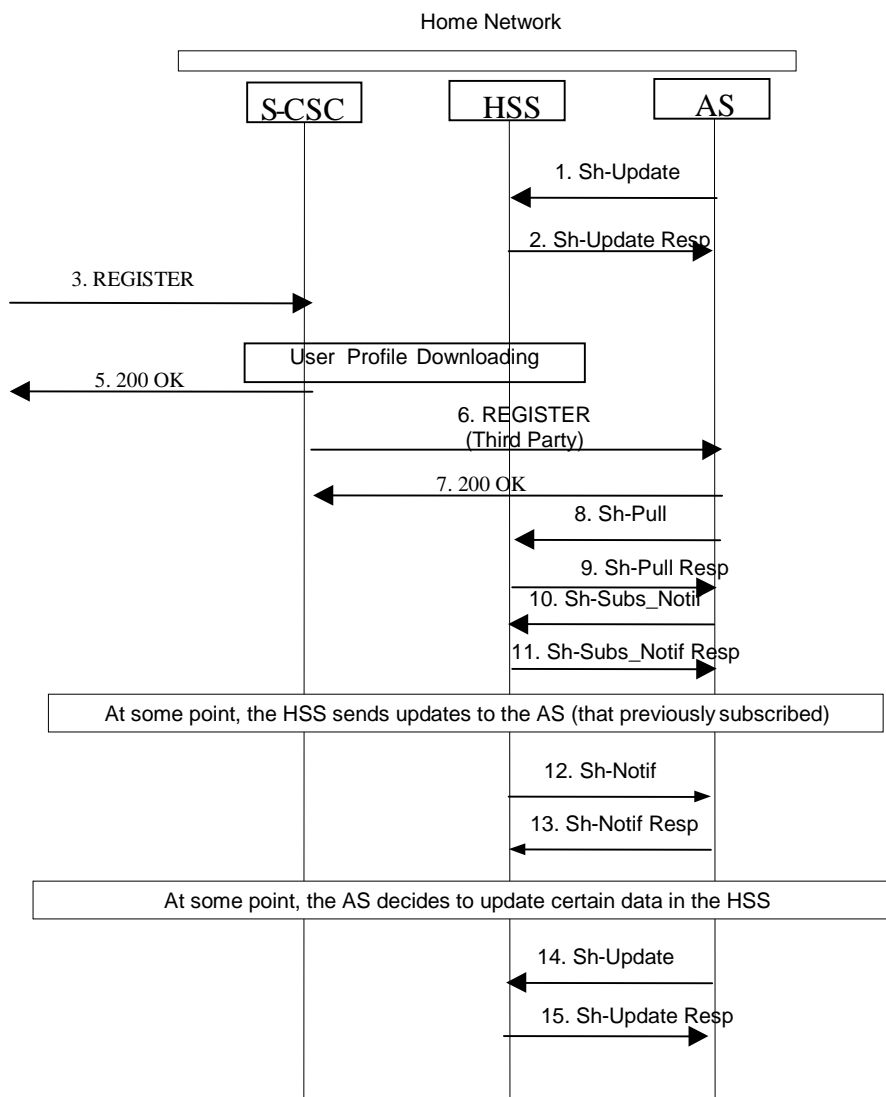 Home Network
S-CSC
HSS
AS
1. Sh-Update
2. Sh-Update Resp
3. REGISTER
User Profile Downloading
5. 200 OK
6. REGISTER
(Third Party)
7. 200 OK
8. Sh-Pull
9. Sh-Pull Resp
10. Sh-Subs_Notif
11. Sh-Subs_Notif Resp
At some point, the HSS sends updates to the AS (that previously subscribed)
12. Sh-Notif
13. Sh-Notif Resp
At some point, the AS decides to update certain data in the HSS
14. Sh-Update
15. Sh-Update Resp